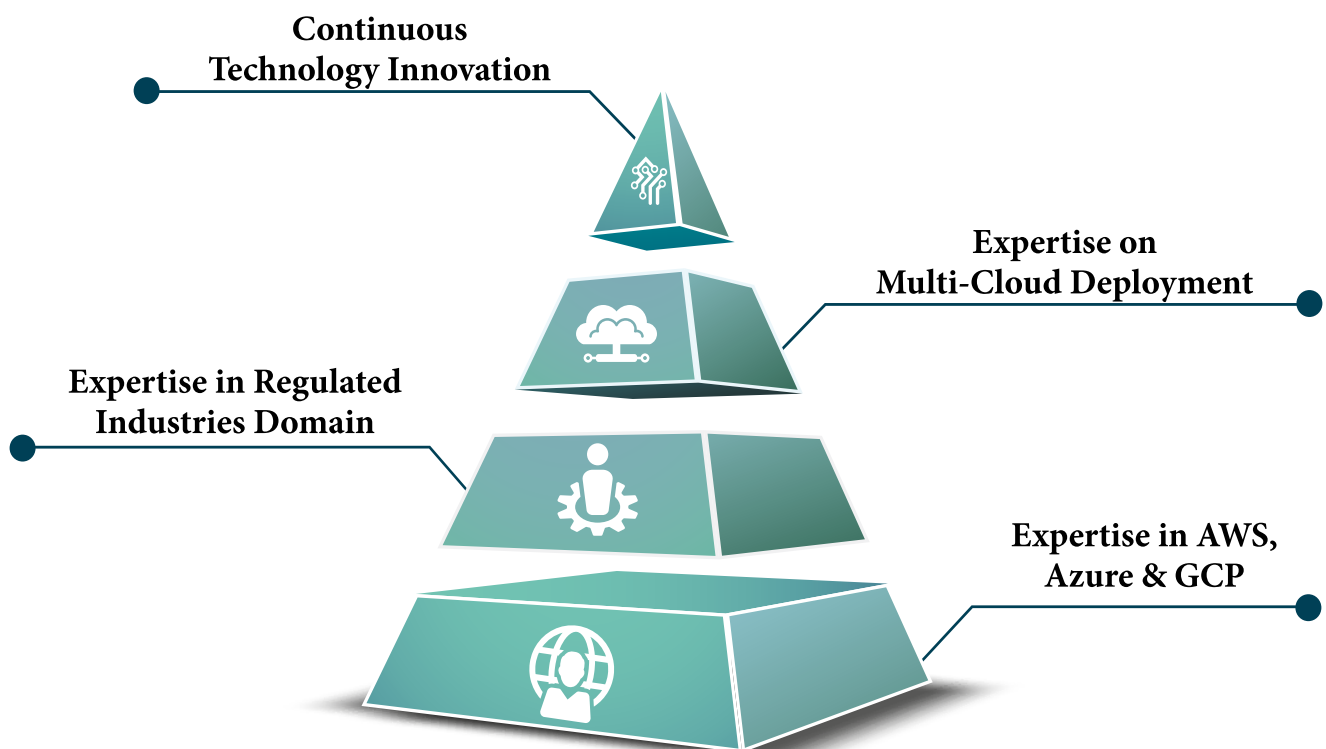 Continuous
Technology Innovation
Expertise on
Multi-Cloud Deployment
Expertise in Regulated
Industries Domain
Expertise in AWS,
Azure & GCP